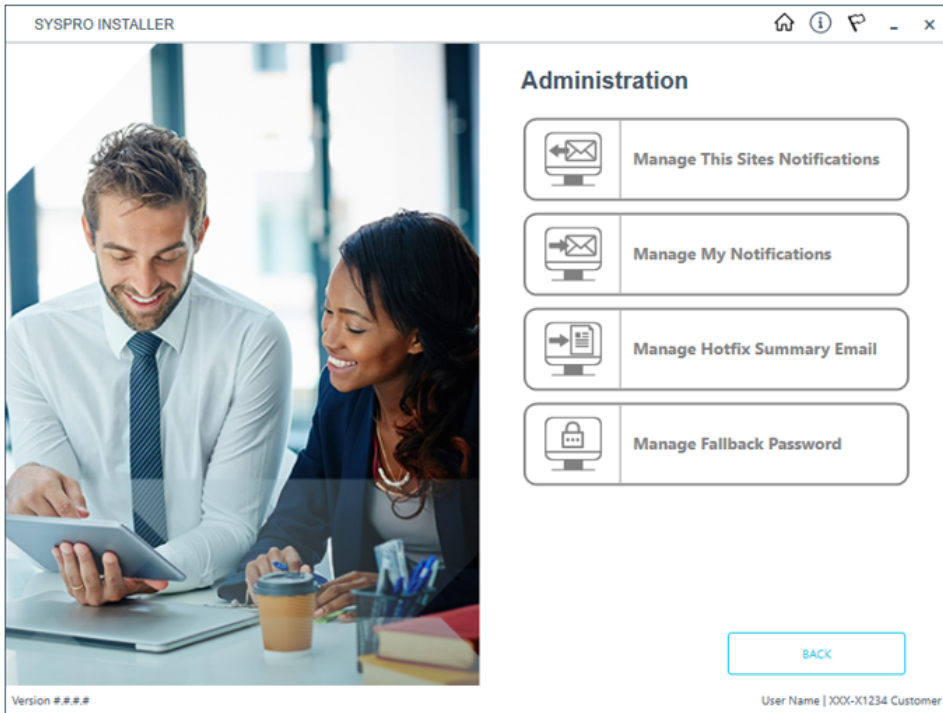 SYSPRO INSTALLER
Administration
Manage This Sites Notifications
Manage My Notifications
Manage Hotfix Summary Email
Manage Fallback Password
BACK
Version #.#.#.#
User Name | XXX-X1234 Customer